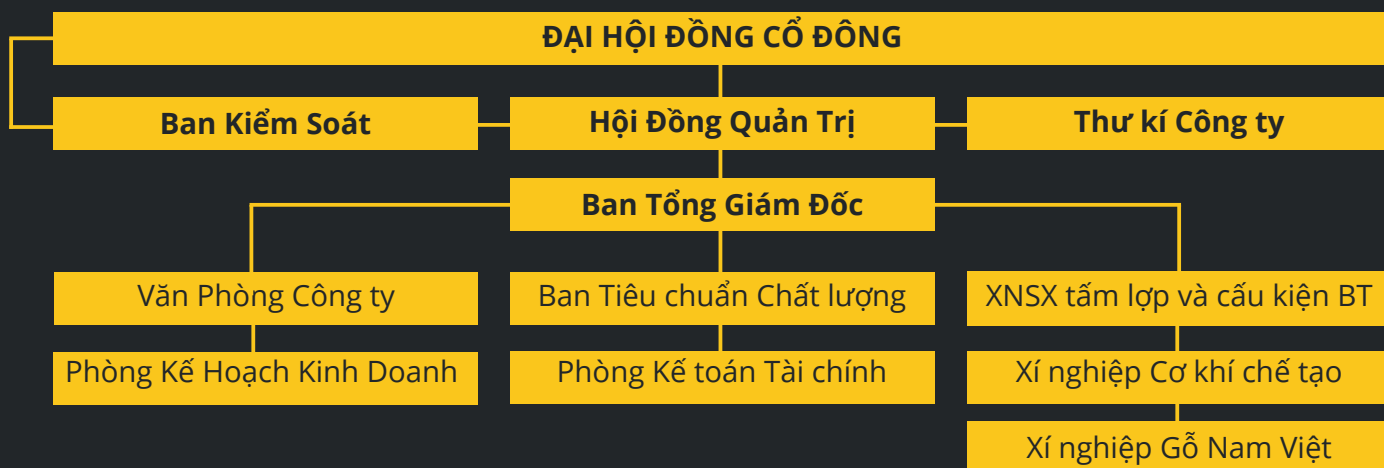 ĐẠI HỘI ĐỒNG CỔ ĐÔNG
Ban Kiểm Soát
Hội Đồng Quản Trị
Thư kí Công ty
Ban Tổng Giám Đốc
Văn Phòng Công ty
Ban Tiêu chuẩn Chất lượng
XNSX tấm lợp và cấu kiện BT
Phòng Kế Hoạch Kinh Doanh
Phòng Kế toán Tài chính
Xí nghiệp Cơ khí chế tạo
Xí nghiệp Gỗ Nam Việt